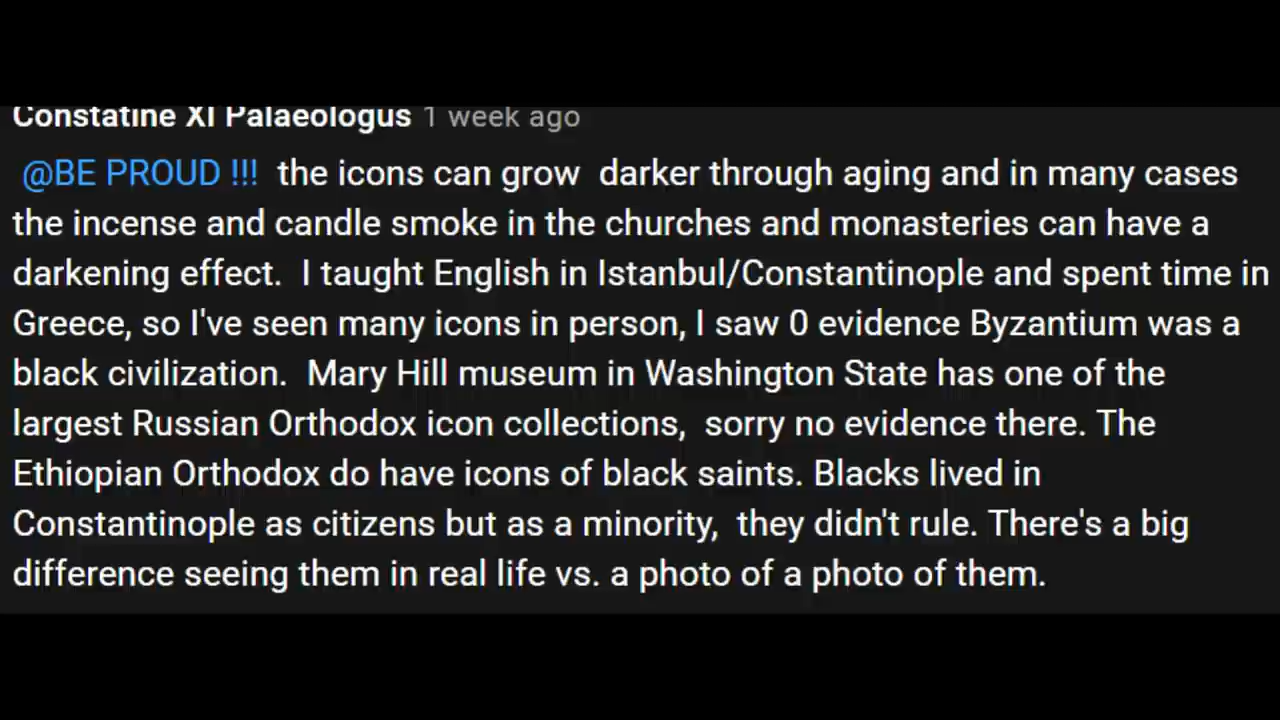 Constatine XI Palaeologus 1 week ago
@BE PROUD !!! the icons can grow darker through aging and in many cases
the incense and candle smoke in the churches and monasteries can have a
darkening effect. I taught English in Istanbul/Constantinople and spent time in
Greece, so I've seen many icons in person, I saw 0 evidence Byzantium was a
black civilization. Mary Hill museum in Washington State has one of the
largest Russian Orthodox icon collections, sorry no evidence there. The
Ethiopian Orthodox do have icons of black saints. Blacks lived in
Constantinople as citizens but as a minority, they didn't rule. There's a big
difference seeing them in real life vs. a photo of a photo of them.